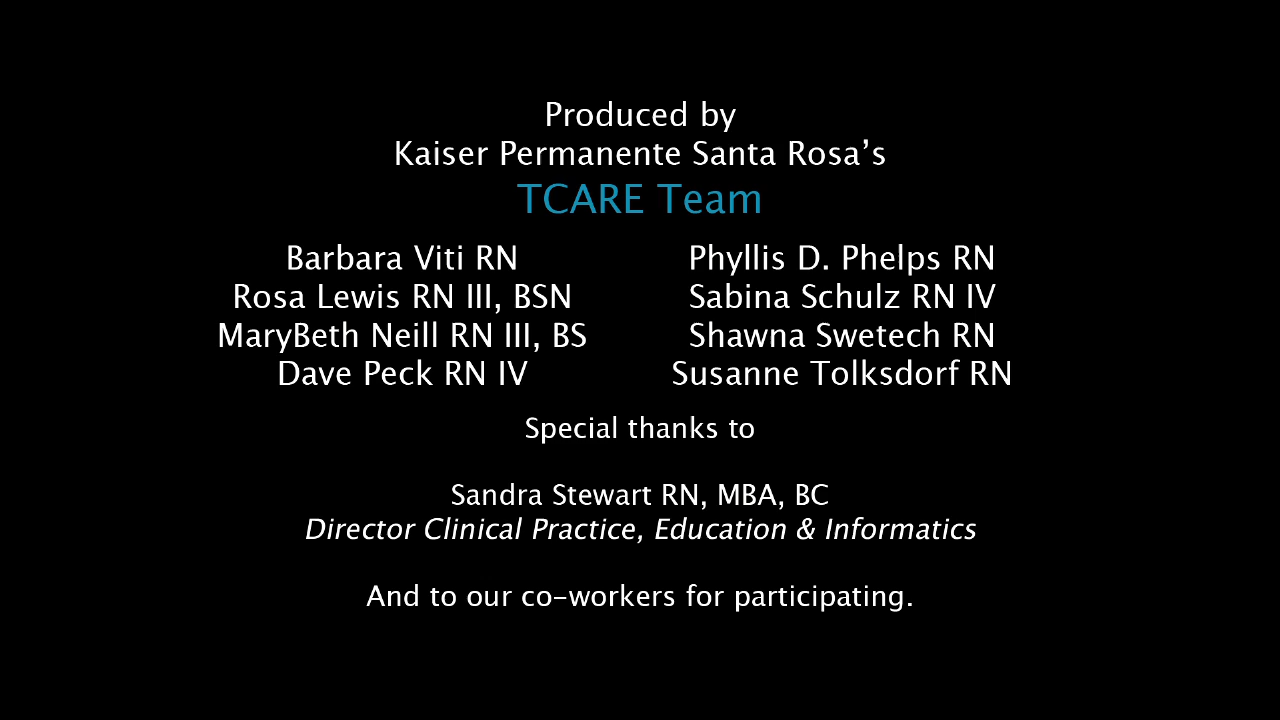 Produced by
Kaiser Permanente Santa Rosa’s
TCARE Team
Barbara Viti RN
Rosa Lewis RN III, BSN
MaryBeth Neill RN III, BS
Dave Peck RN IV
Phyllis D. Phelps RN
Sabina Schulz RN IV
Shawna Swetech RN
Susanne Tolksdorf RN
Special thanks to
Sandra Stewart RN, MBA, BC
Director Clinical Practice, Education & Informatics
And to our co-workers for participating.